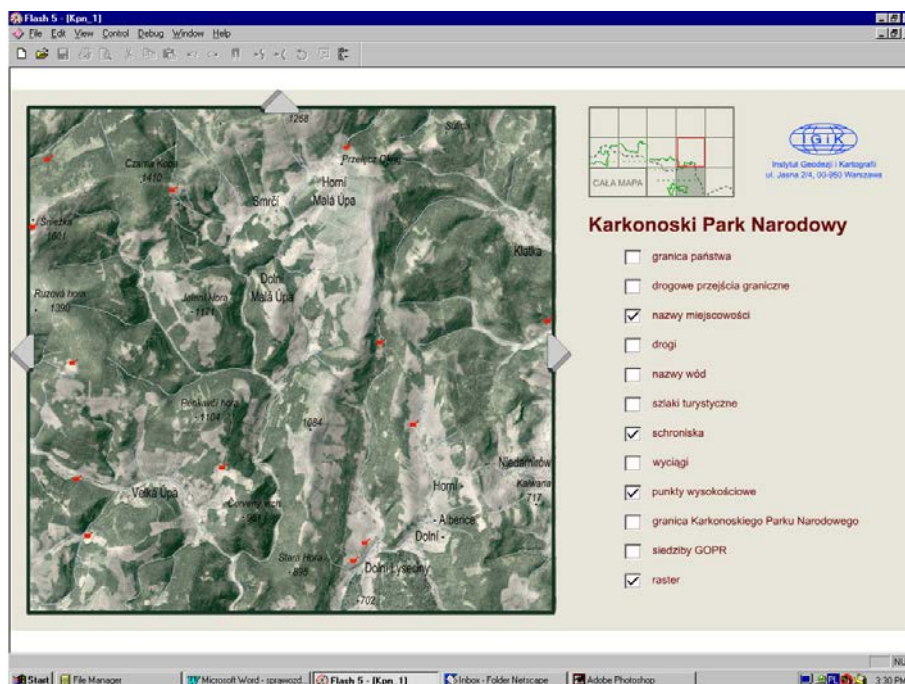 Flash 5 - [Kpn_1]
File Edit View Control Debug Window Help
1268
Sulica
Czarna Kopa
1410
Przełęcz Okraj
Horní
Malá Úpa
Smrčí
Śnieżka
1601
Klatka
Dolní
Malá Úpa
Růžová hora
1390
Jelení hora
1171
Pěnkavčí hora
1104
1084
Niedamirów
Kalwaria
717
Velká Úpa
Horní -
Červený vrch
- Albeřice
Dolní -
Stará Hora
Dolní Lysečiny
702
CAŁA MAPA
IGiK
Instytut Geodezji i Kartografii
ul. Jasna 2/4, 00-950 Warszawa
Karkonoski Park Narodowy
granica państwa
drogowe przejścia graniczne
nazwy miejscowości
drogi
nazwy wód
szlaki turystyczne
schroniska
wyciągi
punkty wysokościowe
granica Karkonoskiego Parku Narodowego
siedziby GOPR
raster
NU
Start File Manager Microsoft Word - sprawozd... Flash 5 - [Kpn_1] Inbox - Folder Netscape Adobe Photoshop PL 3:30 PM